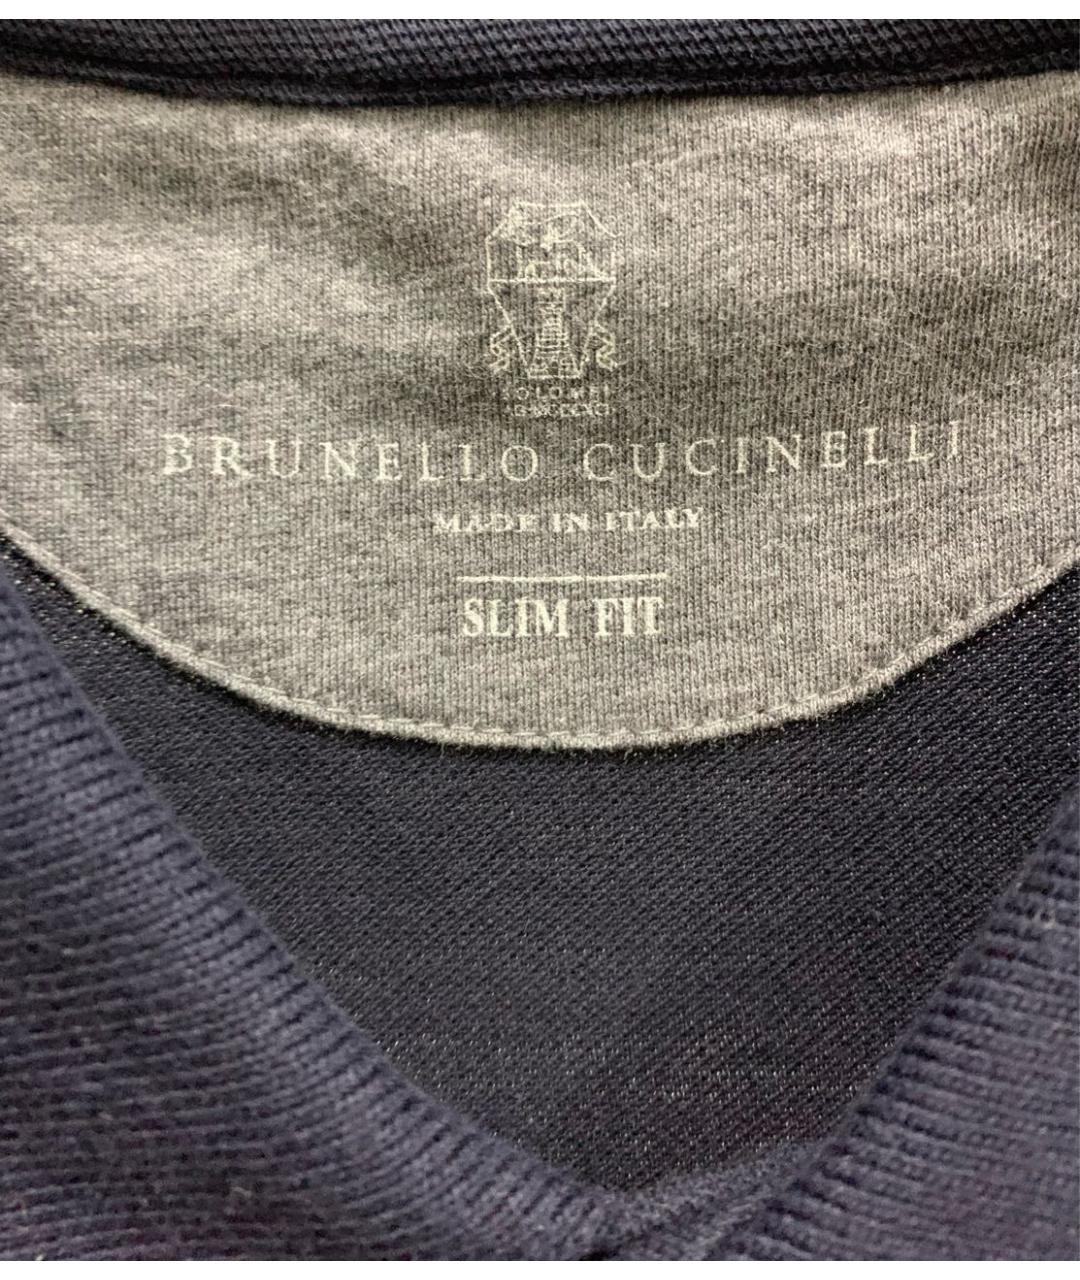 BRUNELLO CUCINELLI
MADE IN ITALY
SLIM FIT